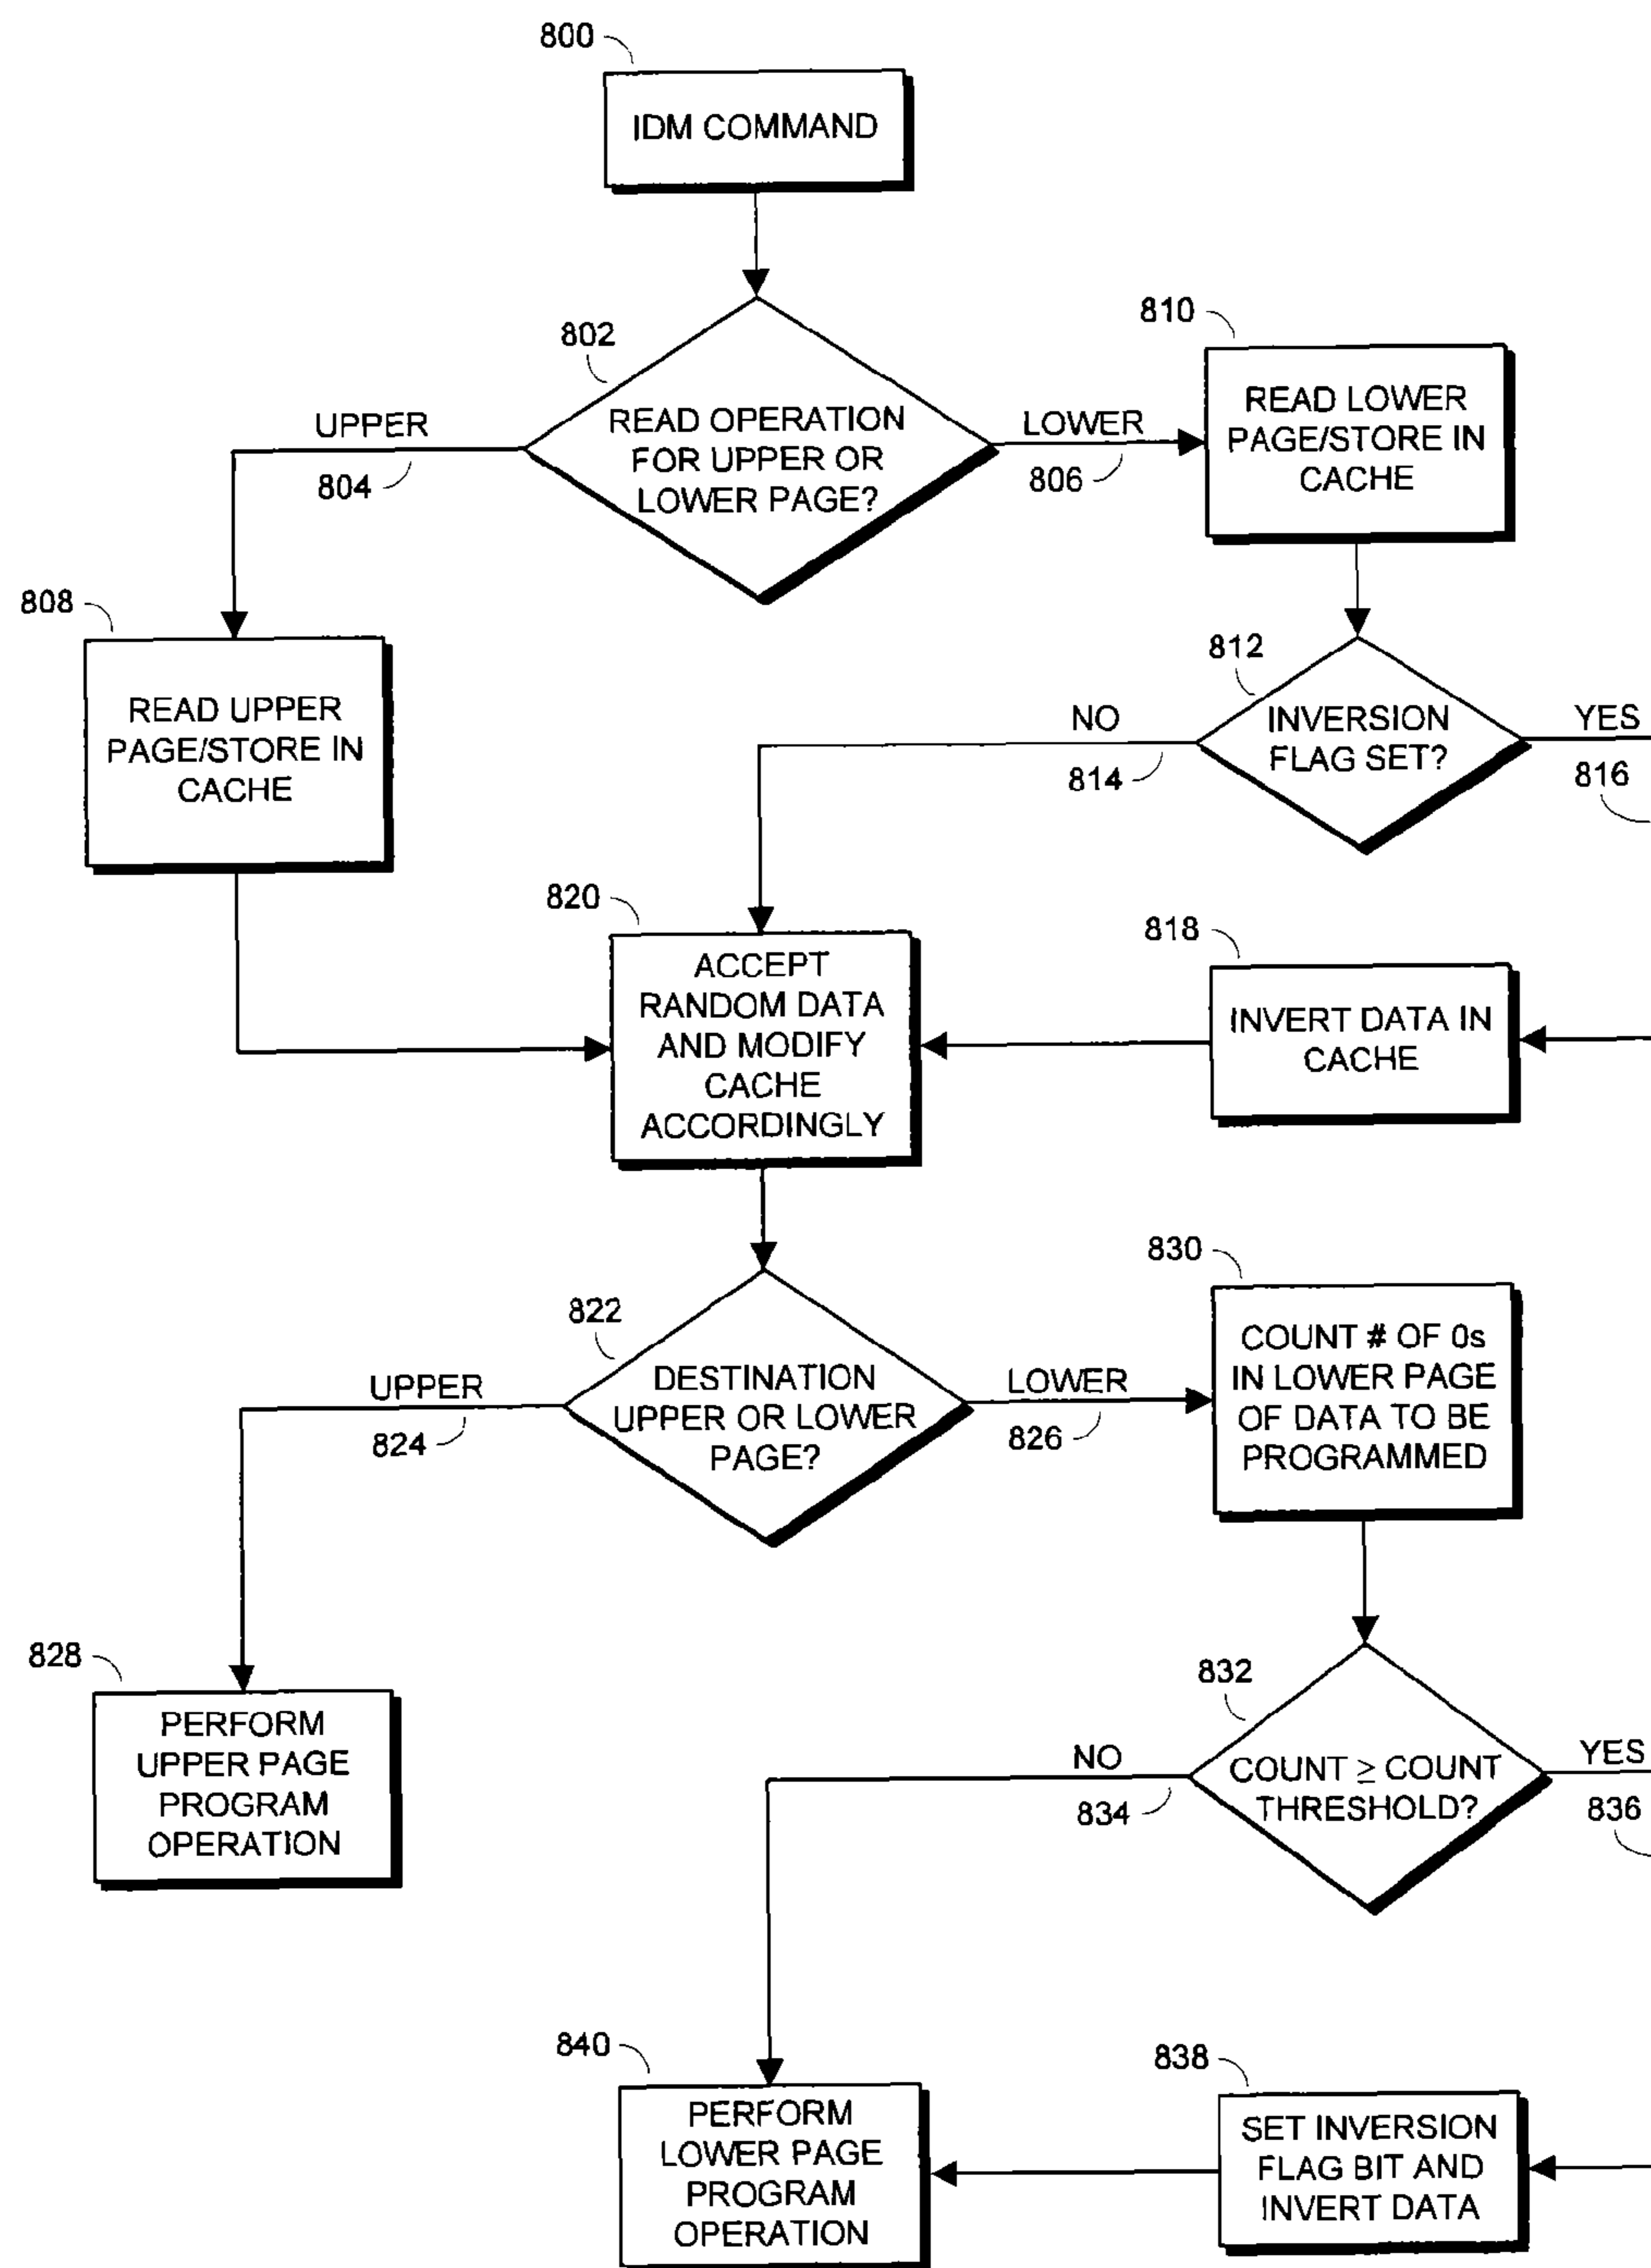 800
IDM COMMAND
802
READ OPERATION
FOR UPPER OR
LOWER PAGE?
UPPER
804
LOWER
806
810
READ LOWER
PAGE/STORE IN
CACHE
808
READ UPPER
PAGE/STORE IN
CACHE
812
INVERSION
FLAG SET?
NO
814
YES
816
820
ACCEPT
RANDOM DATA
AND MODIFY
CACHE
ACCORDINGLY
818
INVERT DATA IN
CACHE
822
DESTINATION
UPPER OR LOWER
PAGE?
UPPER
824
LOWER
826
830
COUNT # OF 0s
IN LOWER PAGE
OF DATA TO BE
PROGRAMMED
828
PERFORM
UPPER PAGE
PROGRAM
OPERATION
832
COUNT ≥ COUNT
THRESHOLD?
NO
834
YES
836
840
PERFORM
LOWER PAGE
PROGRAM
OPERATION
838
SET INVERSION
FLAG BIT AND
INVERT DATA